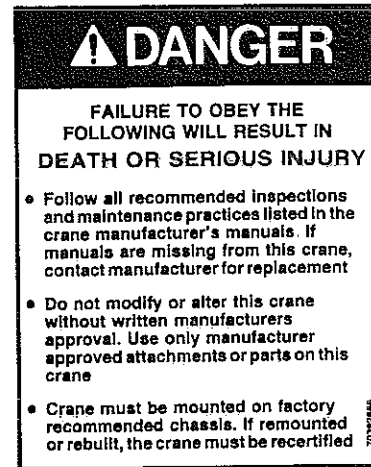 DANGER
FAILURE TO OBEY THE
FOLLOWING WILL RESULT IN
DEATH OR SERIOUS INJURY
• Follow all recommended inspections
and maintenance practices listed in the
crane manufacturer's manuals. If
manuals are missing from this crane,
contact manufacturer for replacement
• Do not modify or alter this crane
without written manufacturers
approval. Use only manufacturer
approved attachments or parts on this
crane
• Crane must be mounted on factory
recommended chassis. If remounted
or rebuilt, the crane must be recertified